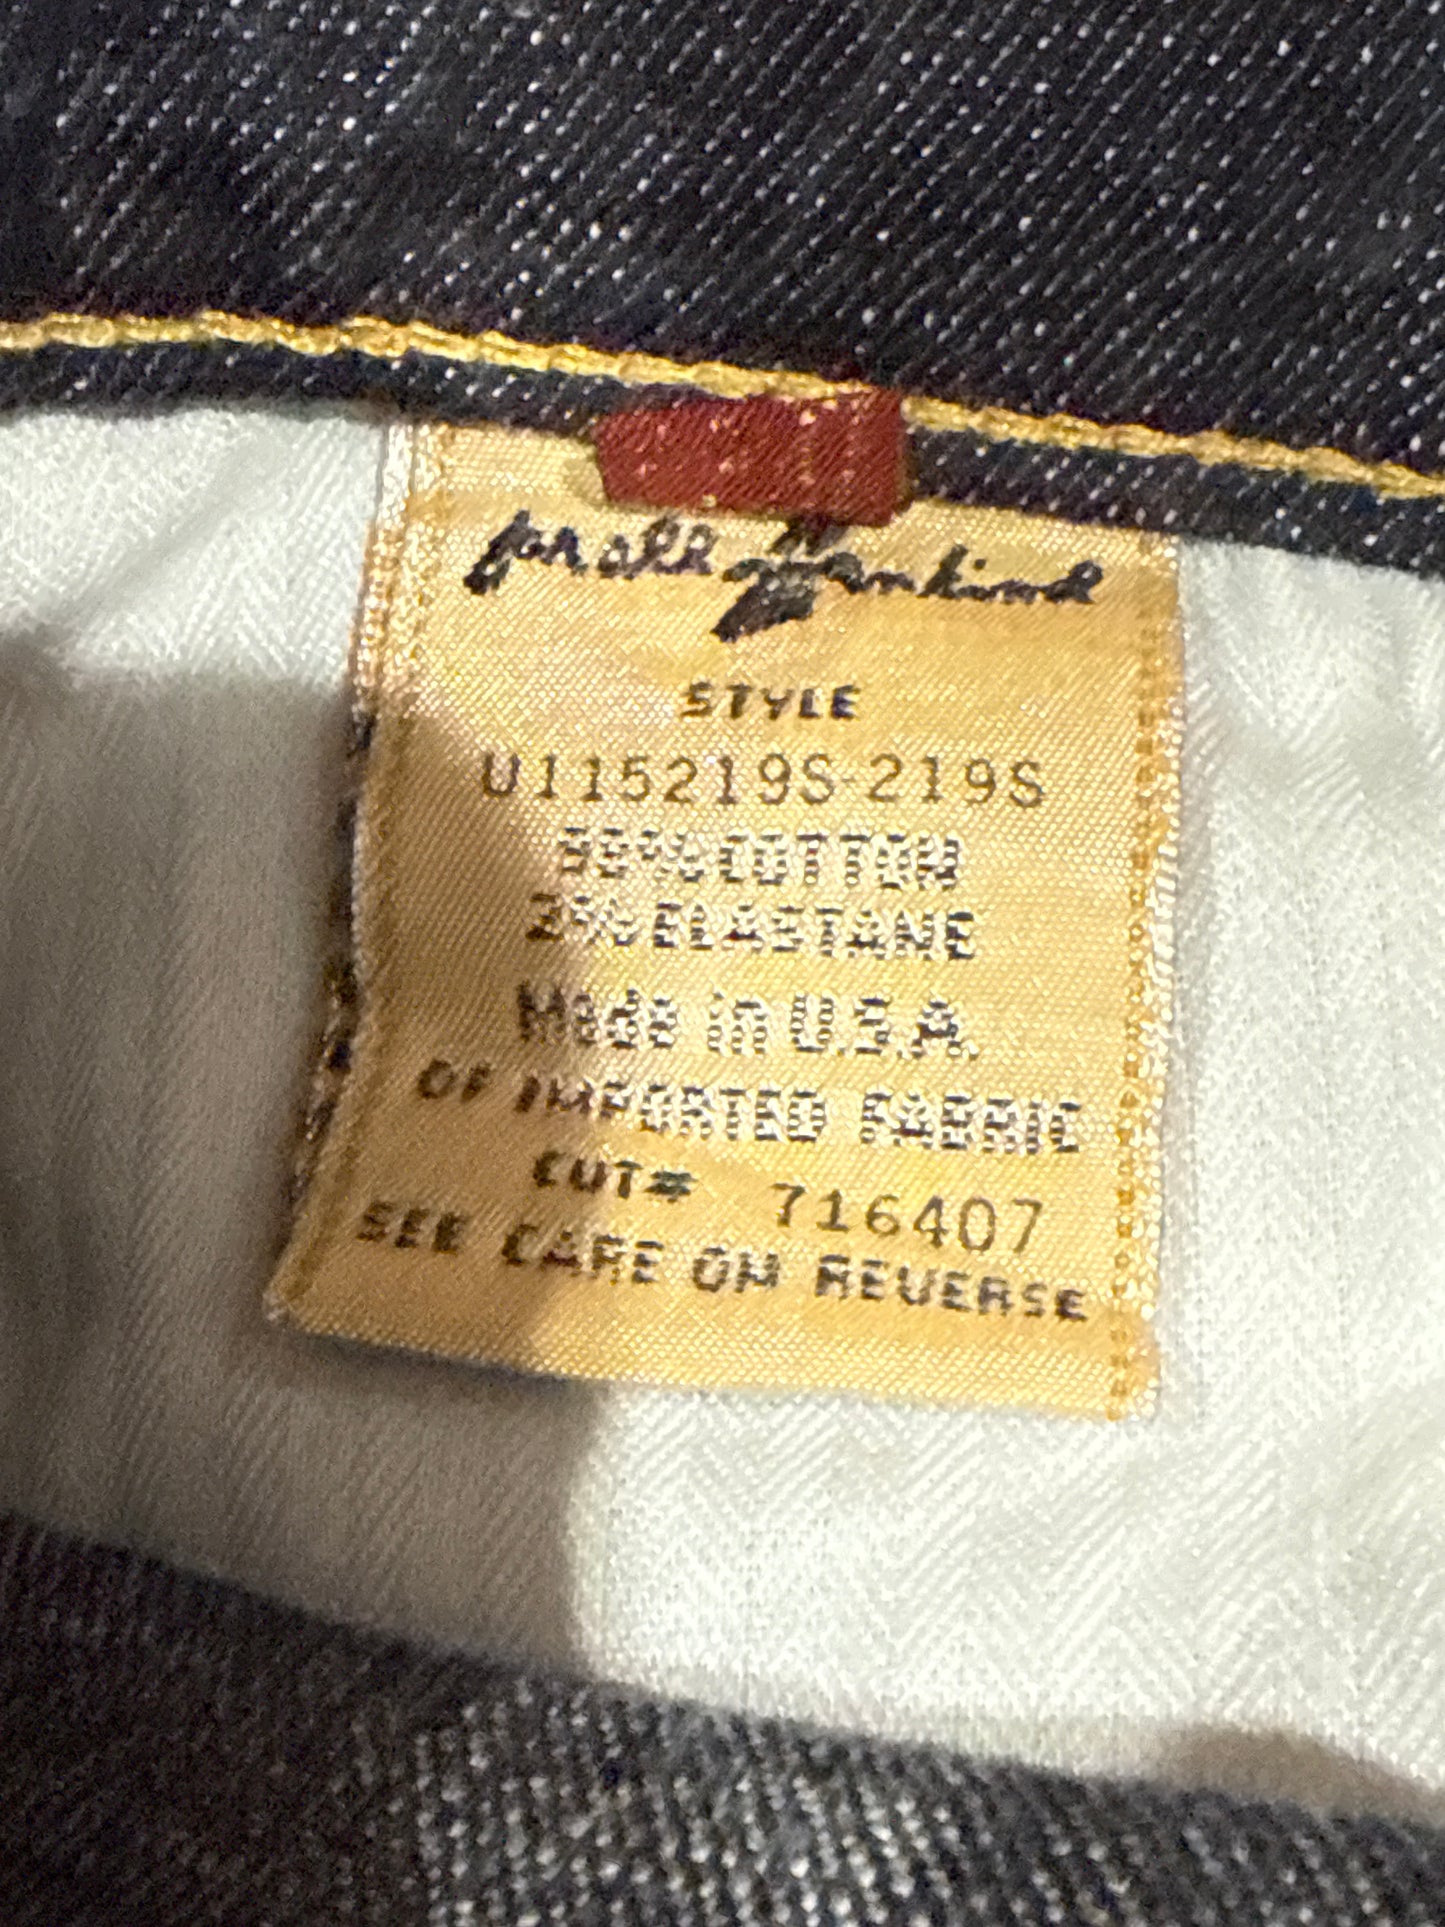 for all mankind
STYLE
U115219S-219S
98% COTTON
2% ELASTANE
Made in U.S.A.
OF IMPORTED FABRIC
CUT# 716407
SEE CARE ON REVERSE